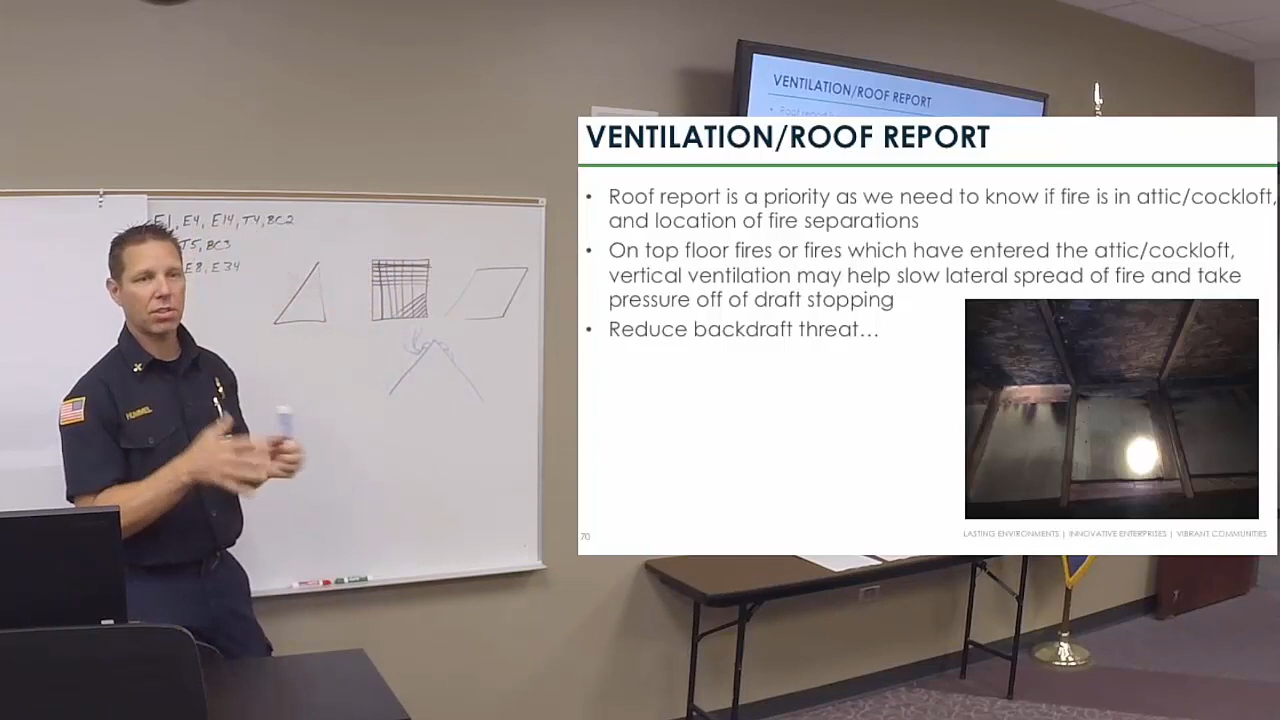 E1, E4, E14, T4, BC2
T5, BC3
E8, E34
HUMMEL
VENTILATION/ROOF REPORT
VENTILATION/ROOF REPORT
• Roof report is a priority as we need to know if fire is in attic/cockloft,
and location of fire separations
• On top floor fires or fires which have entered the attic/cockloft,
vertical ventilation may help slow lateral spread of fire and take
pressure off of draft stopping
• Reduce backdraft threat…
70
LASTING ENVIRONMENTS | INNOVATIVE ENTERPRISES | VIBRANT COMMUNITIES